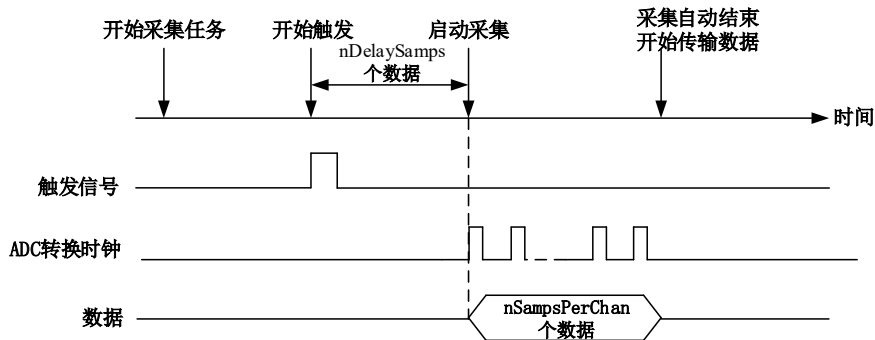 开始采集任务
开始触发
启动采集
采集自动结束
开始传输数据
nDelaySamps
个数据
时间
触发信号
ADC转换时钟
数据
nSampsPerChan
个数据